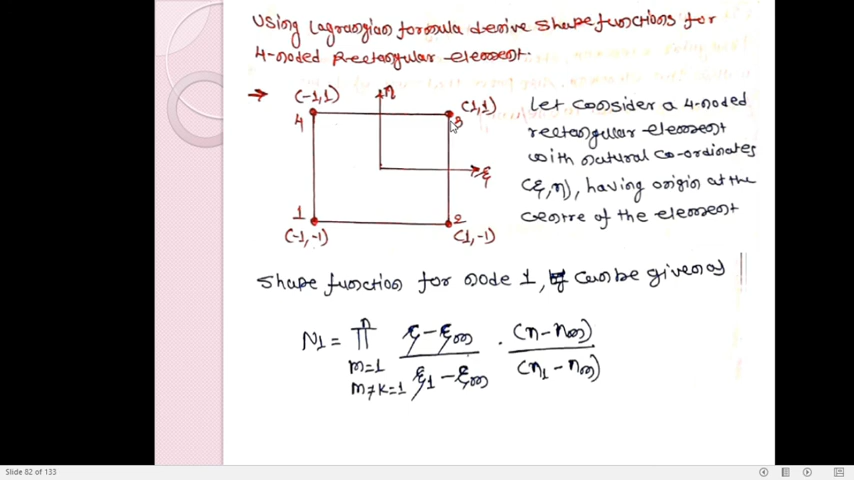 Using Lagrangian formula derive shape functions for
4-noded Rectangular element.
→ (-1,1) η (1,1)
4 3
ξ
1 2
(-1,-1) (1,-1)
Let consider a 4-noded
rectangular element
with natural co-ordinates
(ξ,η), having origin at the
centre of the element
Shape function for node 1, can be given as
N1 = n ∏ m=1 m≠k=1 (ξ-ξm)/(ξ1-ξm) · (η-ηm)/(η1-ηm)
Slide 82 of 133